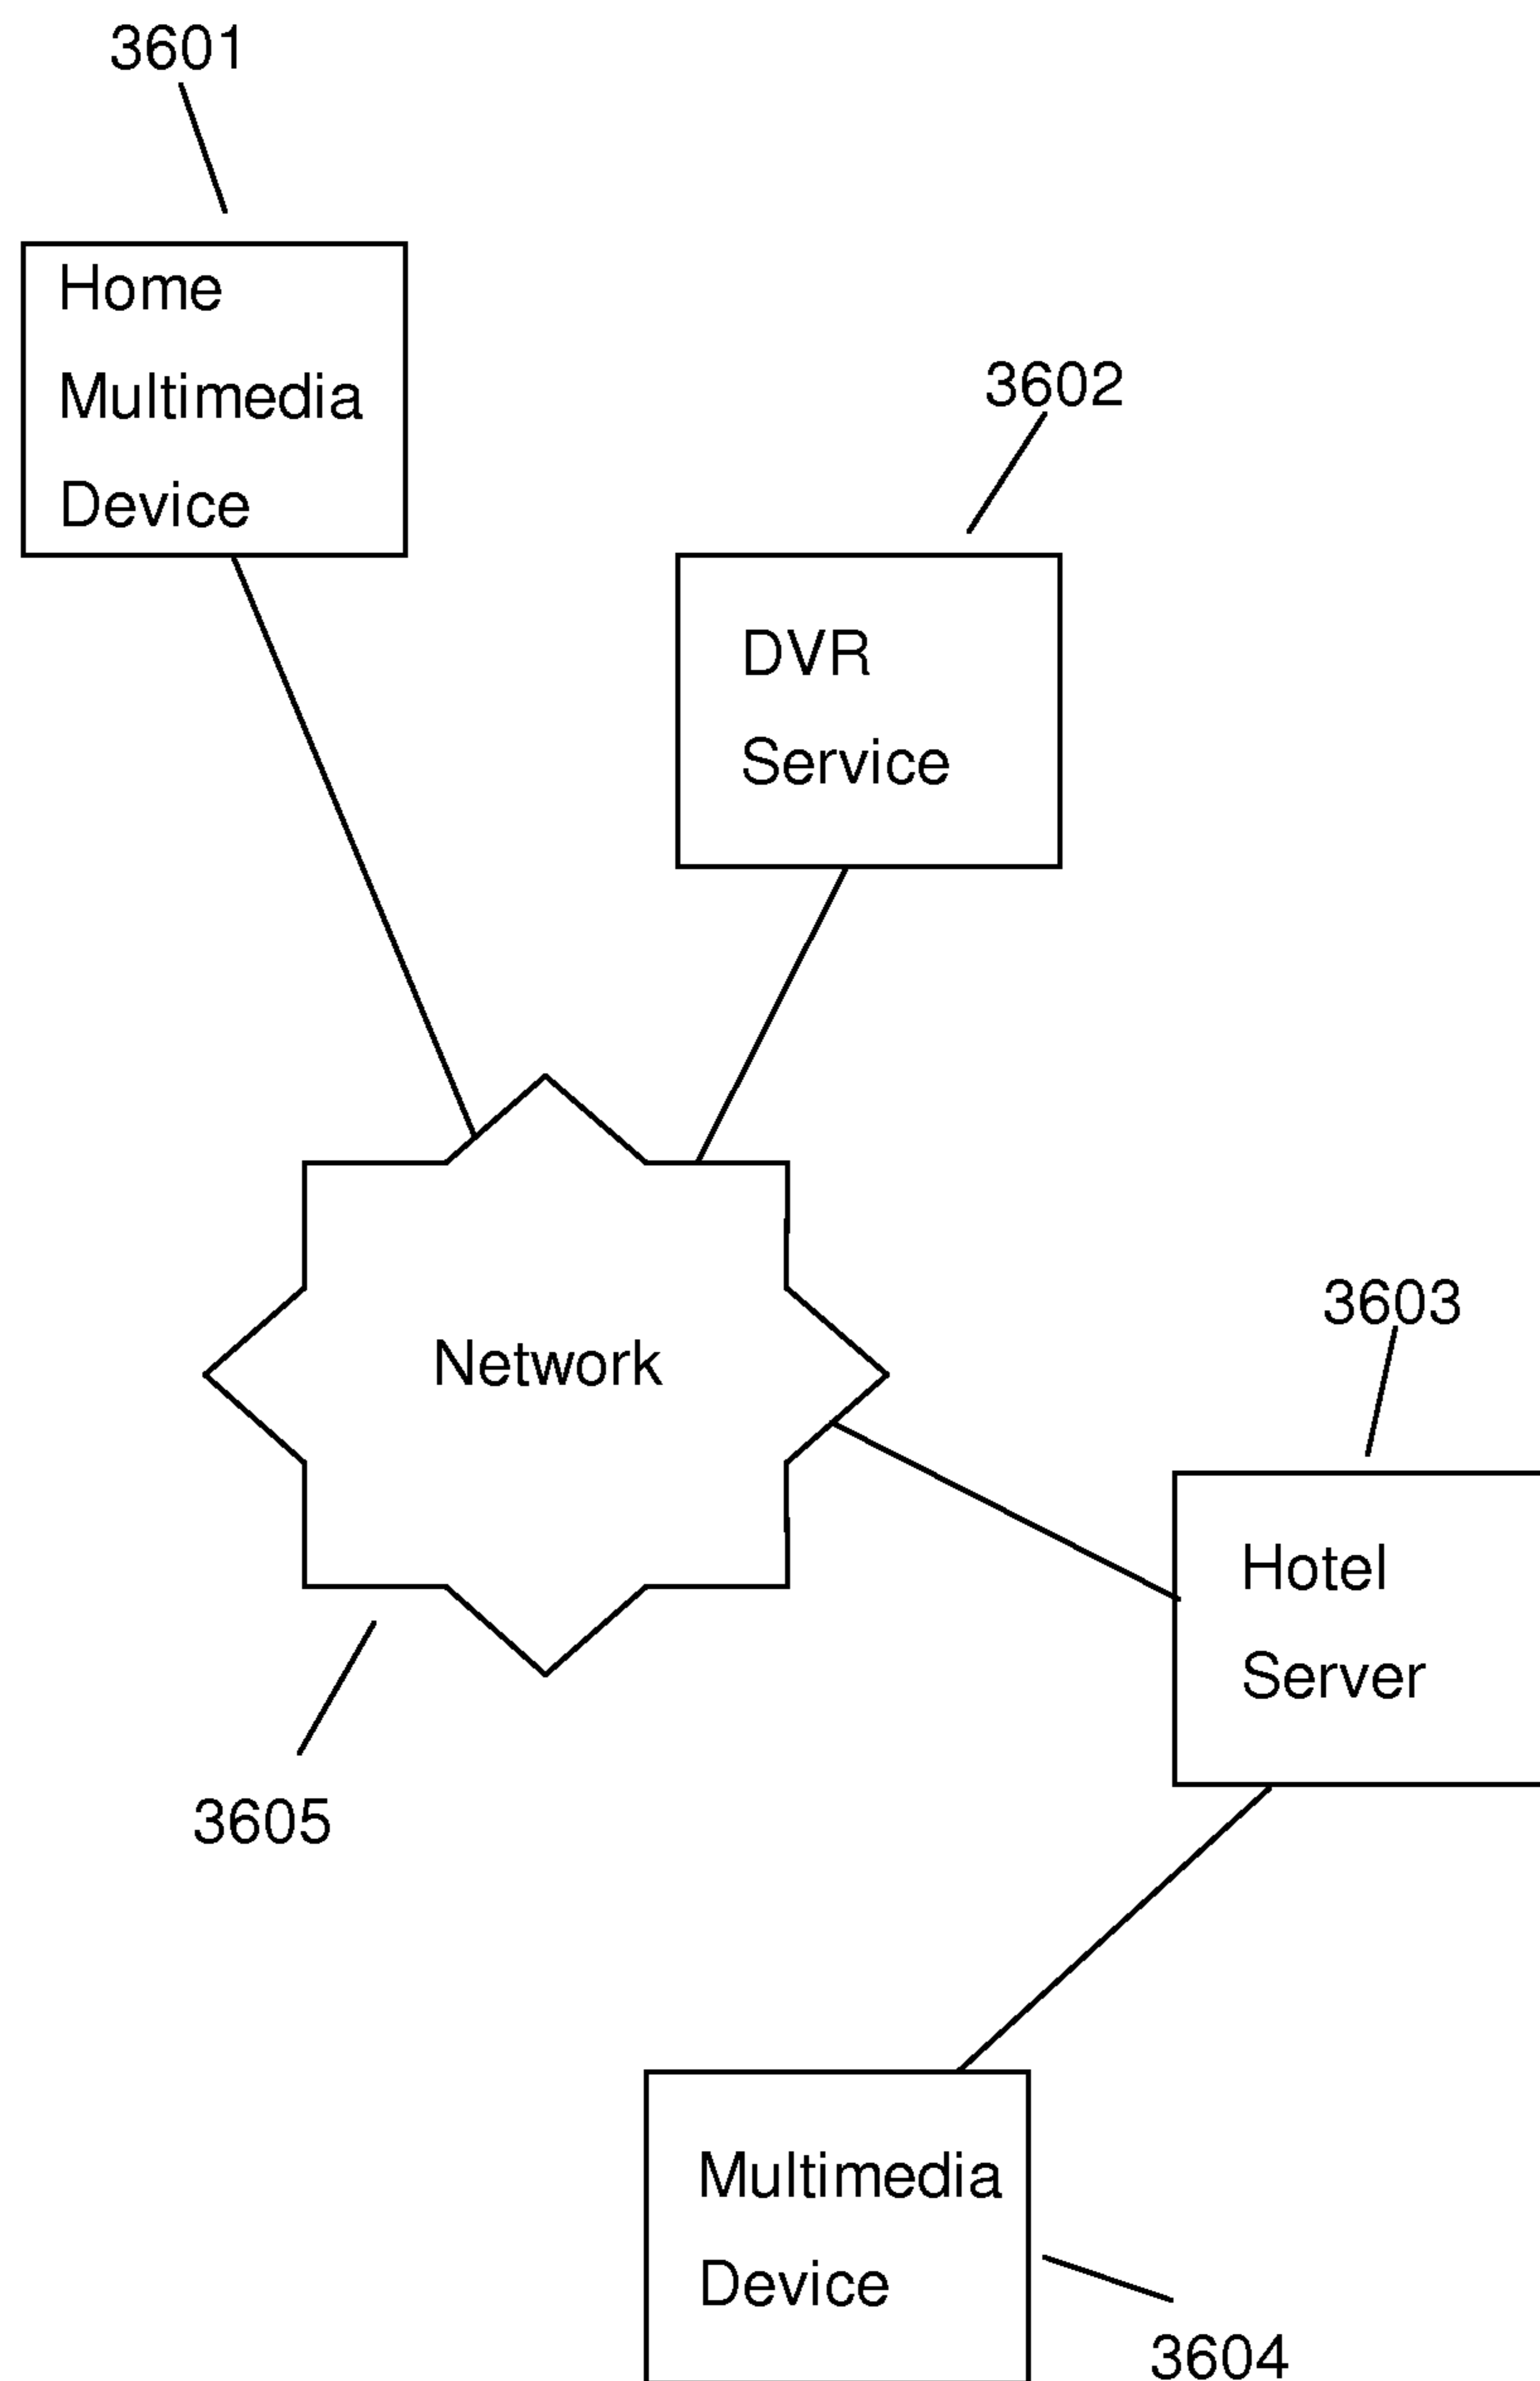 3601
Home
Multimedia
Device
3602
DVR
Service
Network
3603
Hotel
Server
3605
Multimedia
Device
3604